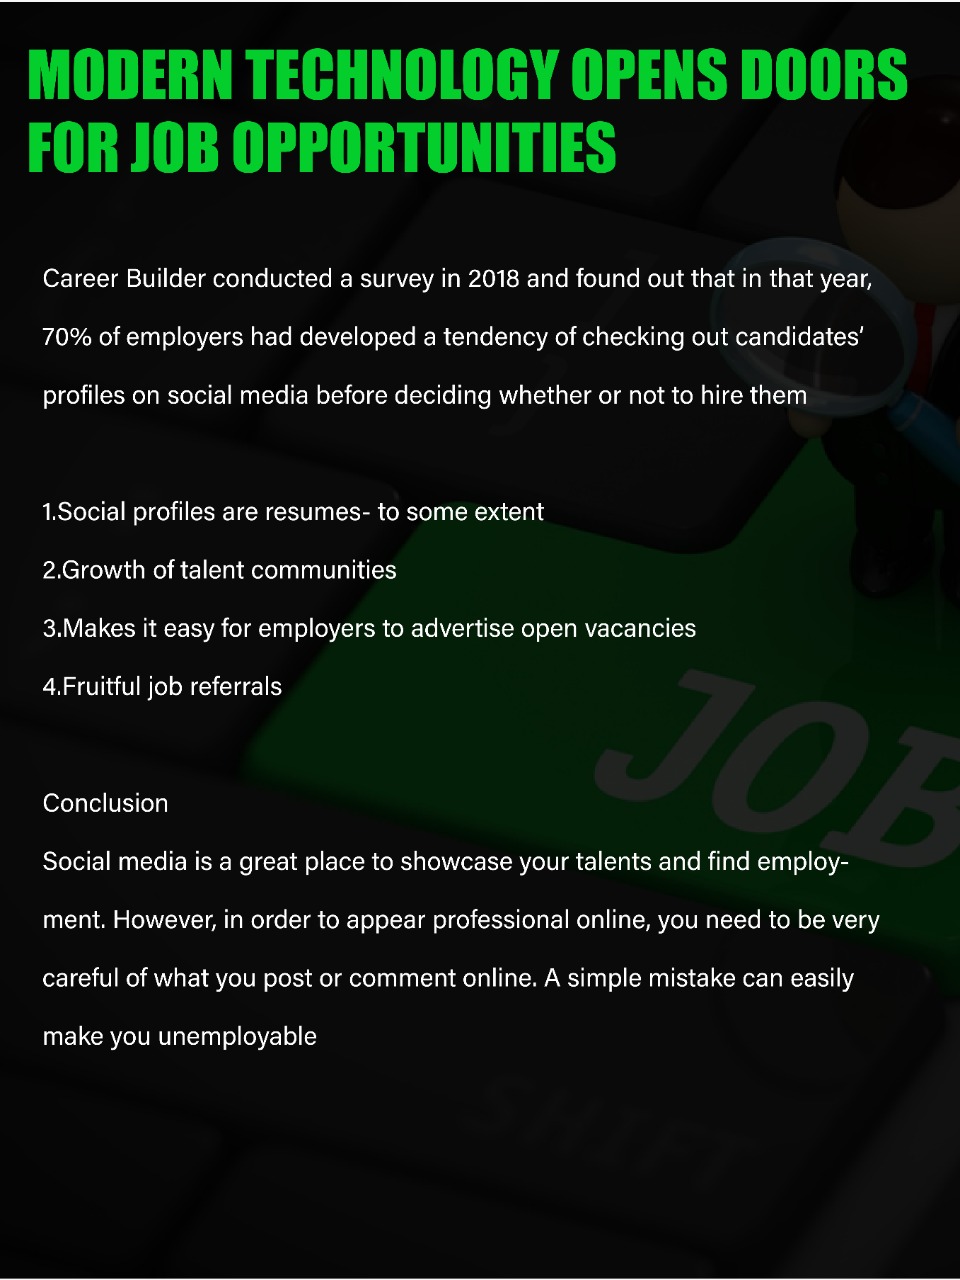 MODERN TECHNOLOGY OPENS DOORS
FOR JOB OPPORTUNITIES
Career Builder conducted a survey in 2018 and found out that in that year,
70% of employers had developed a tendency of checking out candidates’
profiles on social media before deciding whether or not to hire them
1.Social profiles are resumes- to some extent
2.Growth of talent communities
3.Makes it easy for employers to advertise open vacancies
4.Fruitful job referrals
JOB
Conclusion
Social media is a great place to showcase your talents and find employ-
ment. However, in order to appear professional online, you need to be very
careful of what you post or comment online. A simple mistake can easily
make you unemployable
SHIFT